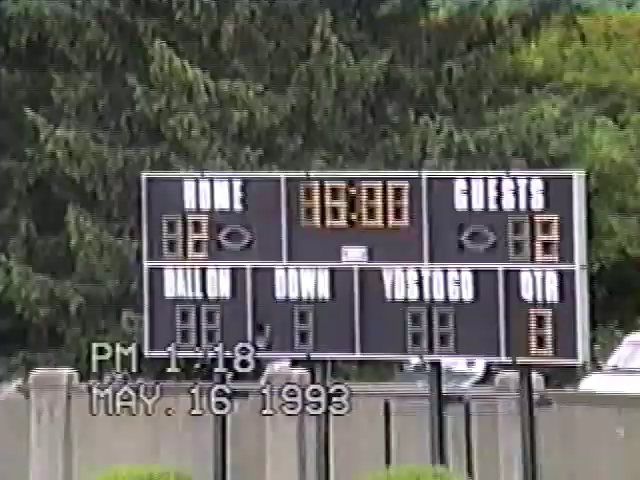 HOME GUESTS
BALL ON DOWN YDS TO GO QTR
PM 1:18
MAY. 16 1993